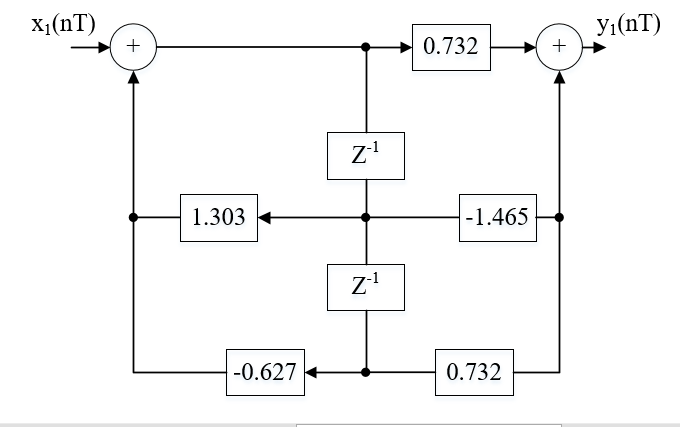 x₁(nT)
y₁(nT)
+
0.732
+
Z⁻¹
1.303
-1.465
Z⁻¹
-0.627
0.732